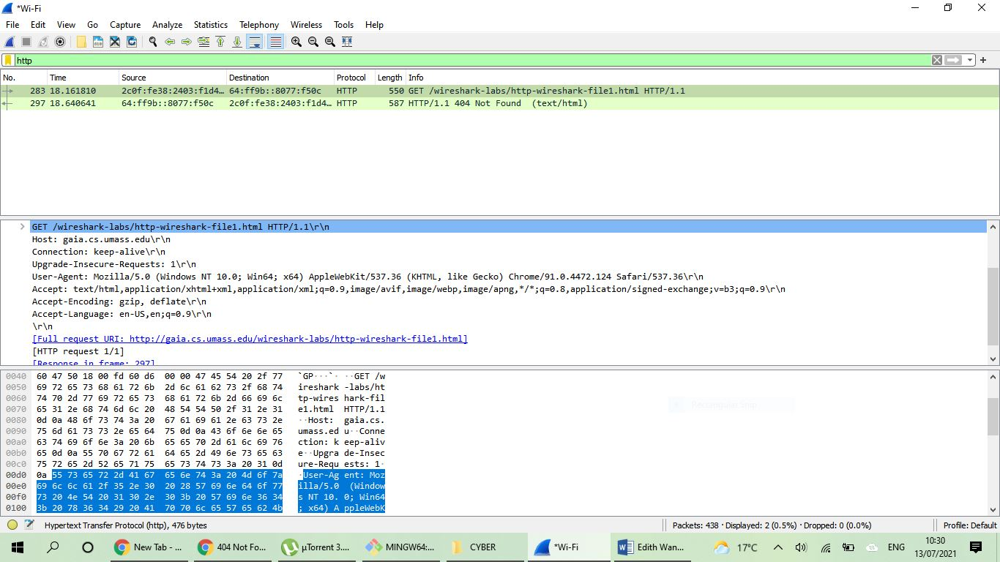 *Wi-Fi
File Edit View Go Capture Analyze Statistics Telephony Wireless Tools Help
http
No. Time Source Destination Protocol Length Info
283 18.161810 2c0f:fe38:2403:f1d4… 64:ff9b::8077:f50c HTTP 550 GET /wireshark-labs/http-wireshark-file1.html HTTP/1.1
297 18.640641 64:ff9b::8077:f50c 2c0f:fe38:2403:f1d4… HTTP 587 HTTP/1.1 404 Not Found (text/html)
GET /wireshark-labs/http-wireshark-file1.html HTTP/1.1\r\n
Host: gaia.cs.umass.edu\r\n
Connection: keep-alive\r\n
Upgrade-Insecure-Requests: 1\r\n
User-Agent: Mozilla/5.0 (Windows NT 10.0; Win64; x64) AppleWebKit/537.36 (KHTML, like Gecko) Chrome/91.0.4472.124 Safari/537.36\r\n
Accept: text/html,application/xhtml+xml,application/xml;q=0.9,image/avif,image/webp,image/apng,*/*;q=0.8,application/signed-exchange;v=b3;q=0.9\r\n
Accept-Encoding: gzip, deflate\r\n
Accept-Language: en-US,en;q=0.9\r\n
\r\n
[Full request URI: http://gaia.cs.umass.edu/wireshark-labs/http-wireshark-file1.html]
[HTTP request 1/1]
[Response in frame: 297]
0040 60 47 50 18 00 fd 60 d6 00 00 47 45 54 20 2f 77 `GP···`· ··GET /w
0050 69 72 65 73 68 61 72 6b 2d 6c 61 62 73 2f 68 74 ireshark -labs/ht
0060 74 70 2d 77 69 72 65 73 68 61 72 6b 2d 66 69 6c tp-wires hark-fil
0070 65 31 2e 68 74 6d 6c 20 48 54 54 50 2f 31 2e 31 e1.html HTTP/1.1
0080 0d 0a 48 6f 73 74 3a 20 67 61 69 61 2e 63 73 2e ··Host: gaia.cs.
0090 75 6d 61 73 73 2e 65 64 75 0d 0a 43 6f 6e 6e 65 umass.ed u··Conne
00a0 63 74 69 6f 6e 3a 20 6b 65 65 70 2d 61 6c 69 76 ction: k eep-aliv
00b0 65 0d 0a 55 70 67 72 61 64 65 2d 49 6e 73 65 63 e··Upgra de-Insec
00c0 75 72 65 2d 52 65 71 75 65 73 74 73 3a 20 31 0d ure-Requ ests: 1·
00d0 0a 55 73 65 72 2d 41 67 65 6e 74 3a 20 4d 6f 7a ·User-Ag ent: Moz
00e0 69 6c 6c 61 2f 35 2e 30 20 28 57 69 6e 64 6f 77 illa/5.0 (Window
00f0 73 20 4e 54 20 31 30 2e 30 3b 20 57 69 6e 36 34 s NT 10. 0; Win64
0100 3b 20 78 36 34 29 20 41 70 70 6c 65 57 65 62 4b ; x64) A ppleWebK
Rectangular Snip
Hypertext Transfer Protocol (http), 476 bytes Packets: 438 · Displayed: 2 (0.5%) · Dropped: 0 (0.0%) Profile: Default
New Tab - ... 404 Not Fo... µTorrent 3.... MINGW64:... CYBER *Wi-Fi Edith Wan... 17°C ENG 10:30
13/07/2021